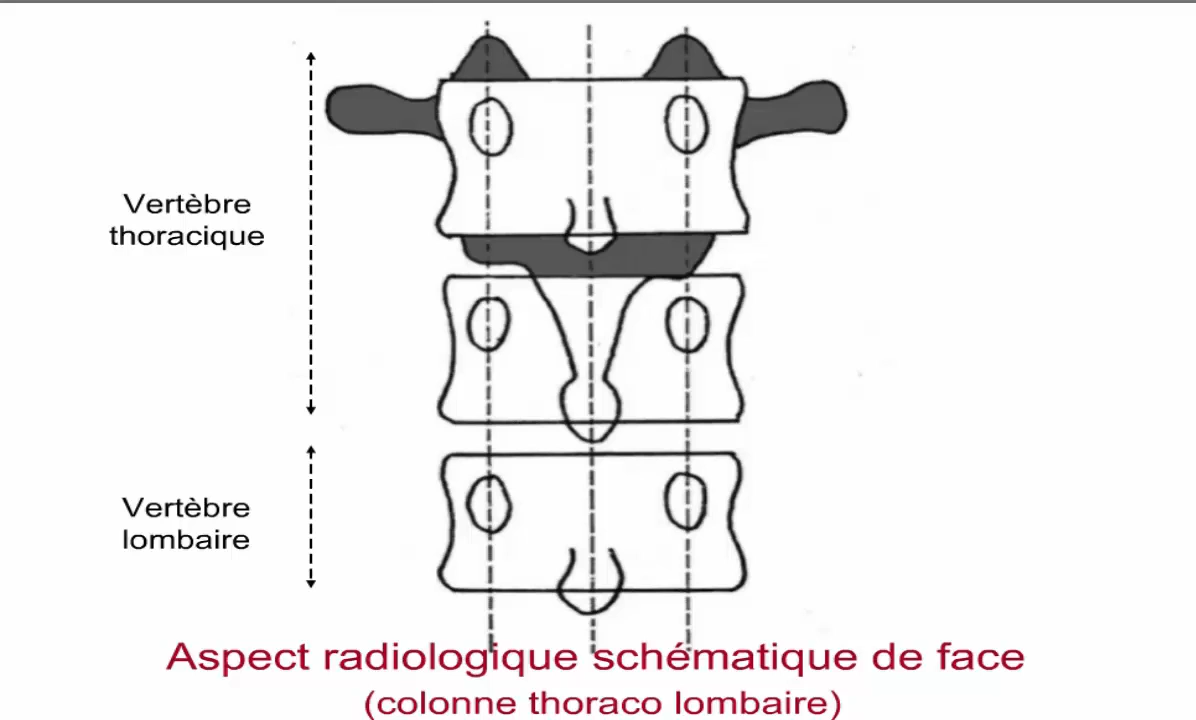 Vertèbre
thoracique
Vertèbre
lombaire
Aspect radiologique schématique de face
(colonne thoraco lombaire)